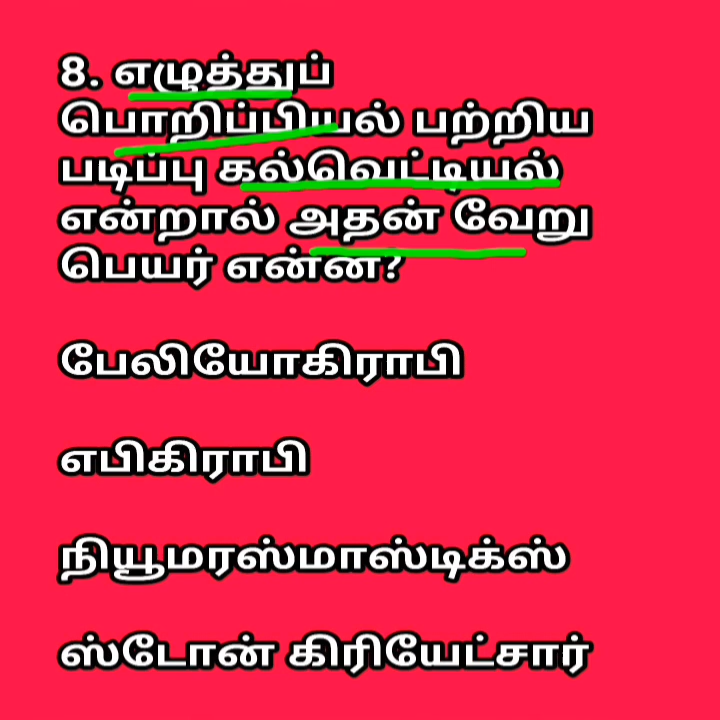 8. எழுத்துப்
பொறிப்பியல் பற்றிய
படிப்பு கல்வெட்டியல்
என்றால் அதன் வேறு
பெயர் என்ன?
பேலியோகிராபி
எபிகிராபி
நியூமரஸ்மாஸ்டிக்ஸ்
ஸ்டோன் கிரியேட்சார்